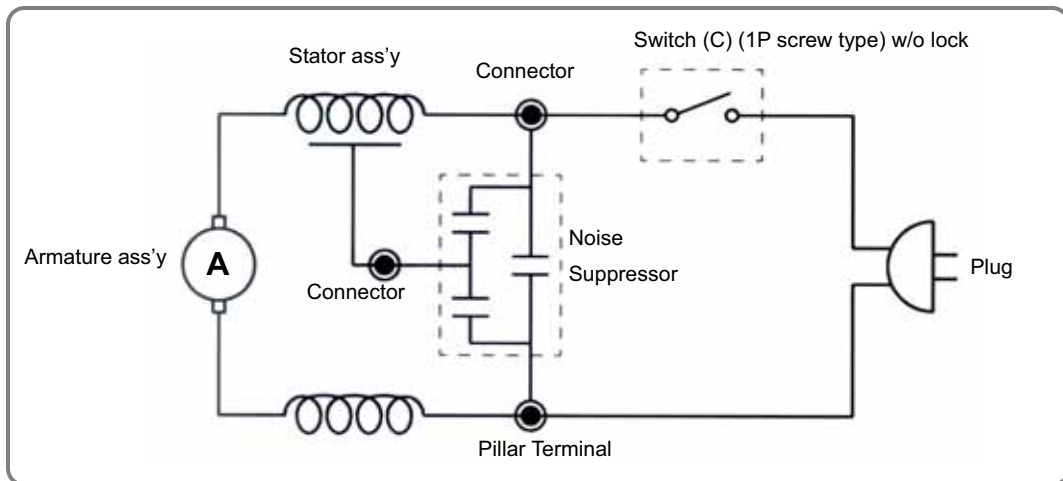 Switch (C) (1P screw type) w/o lock
Stator ass'y
Connector
Noise
Suppressor
Armature ass'y
A
Connector
Plug
Pillar Terminal